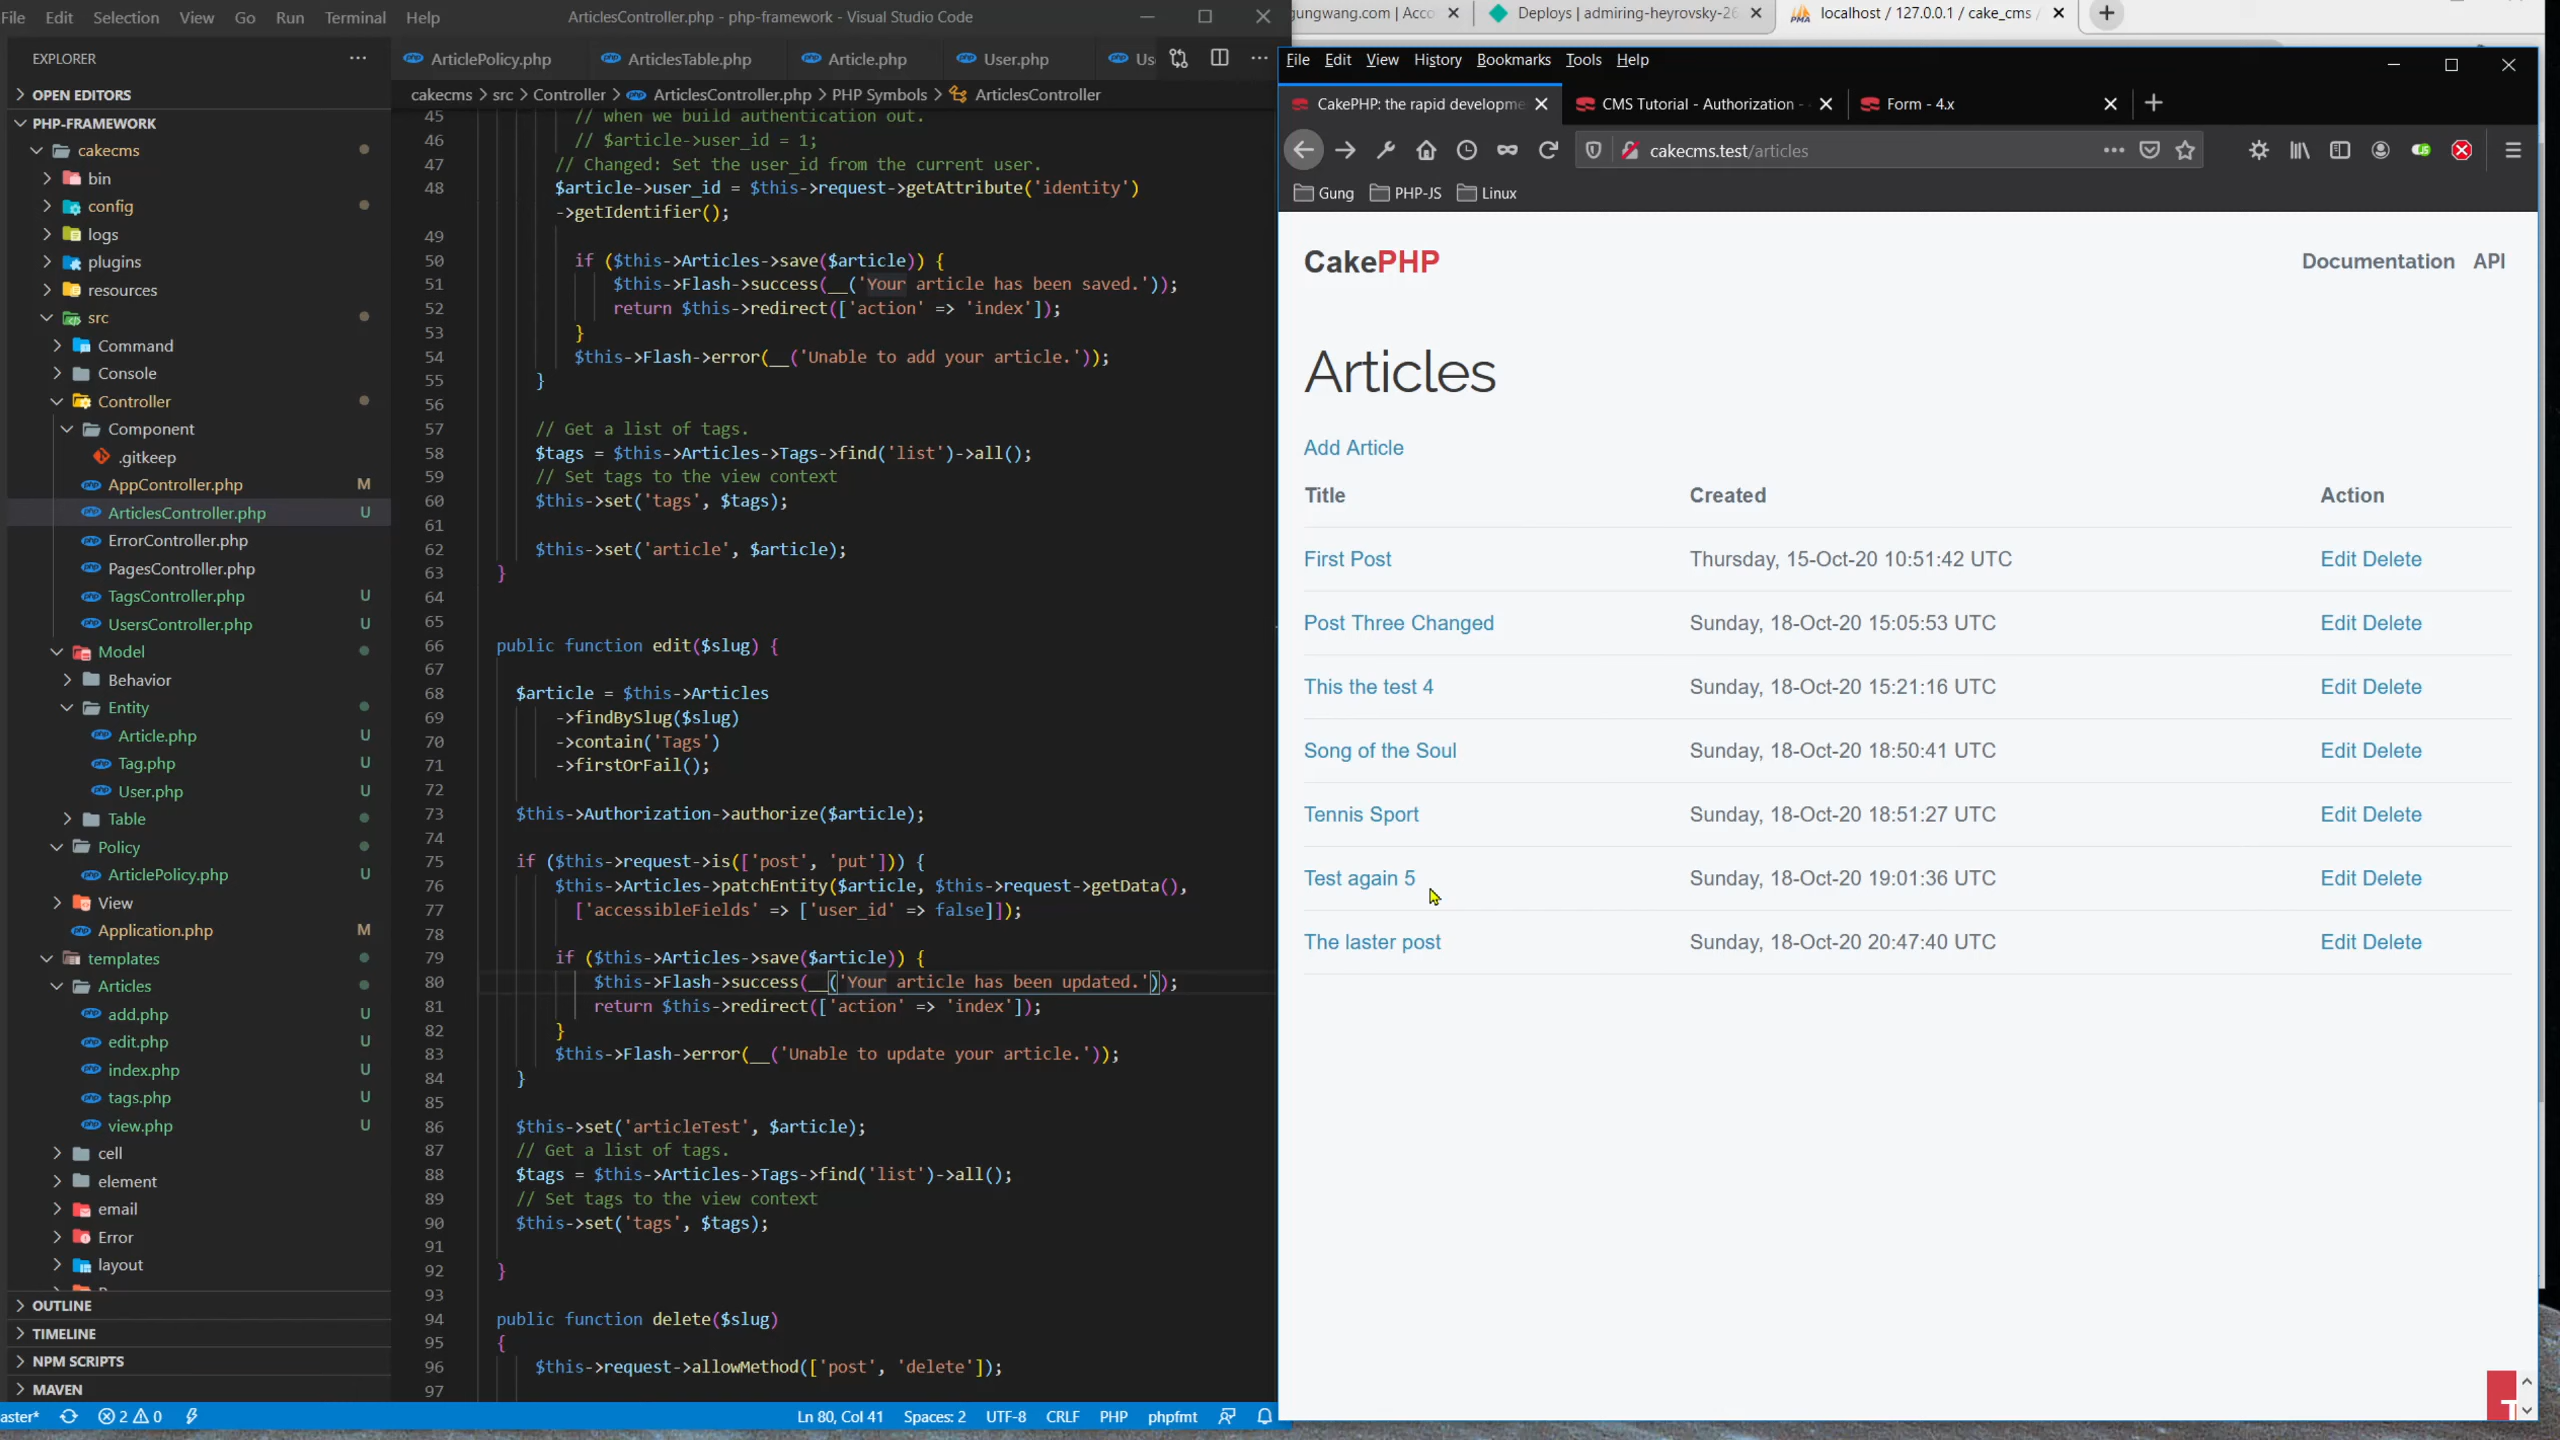 File Edit Selection View Go Run Terminal Help
ArticlesController.php - php-framework - Visual Studio Code
EXPLORER
OPEN EDITORS
PHP-FRAMEWORK
cakecms
bin
config
logs
plugins
resources
src
Command
Console
Controller
Component
.gitkeep
AppController.php M
ArticlesController.php U
ErrorController.php
PagesController.php
TagsController.php U
UsersController.php U
Model
Behavior
Entity
Article.php U
Tag.php U
User.php U
Table
Policy
ArticlePolicy.php U
View
Application.php M
templates
Articles
add.php U
edit.php U
index.php U
tags.php U
view.php U
cell
element
email
Error
layout
OUTLINE
TIMELINE
NPM SCRIPTS
MAVEN
ArticlePolicy.php ArticlesTable.php Article.php User.php Us
cakecms > src > Controller > ArticlesController.php > PHP Symbols > ArticlesController
45 // when we build authentication out.
46 // $article->user_id = 1;
47 // Changed: Set the user_id from the current user.
48 $article->user_id = $this->request->getAttribute('identity')
->getIdentifier();
49
50 if ($this->Articles->save($article)) {
51 $this->Flash->success(__('Your article has been saved.'));
52 return $this->redirect(['action' => 'index']);
53 }
54 $this->Flash->error(__('Unable to add your article.'));
55 }
56
57 // Get a list of tags.
58 $tags = $this->Articles->Tags->find('list')->all();
59 // Set tags to the view context
60 $this->set('tags', $tags);
61
62 $this->set('article', $article);
63 }
64
65
66 public function edit($slug) {
67
68 $article = $this->Articles
69 ->findBySlug($slug)
70 ->contain('Tags')
71 ->firstOrFail();
72
73 $this->Authorization->authorize($article);
74
75 if ($this->request->is(['post', 'put'])) {
76 $this->Articles->patchEntity($article, $this->request->getData(),
77 ['accessibleFields' => ['user_id' => false]]);
78
79 if ($this->Articles->save($article)) {
80 $this->Flash->success(__('Your article has been updated.'));
81 return $this->redirect(['action' => 'index']);
82 }
83 $this->Flash->error(__('Unable to update your article.'));
84 }
85
86 $this->set('articleTest', $article);
87 // Get a list of tags.
88 $tags = $this->Articles->Tags->find('list')->all();
89 // Set tags to the view context
90 $this->set('tags', $tags);
91
92 }
93
94 public function delete($slug)
95 {
96 $this->request->allowMethod(['post', 'delete']);
97
aster* 2 0 Ln 80, Col 41 Spaces: 2 UTF-8 CRLF PHP phpfmt
gungwang.com | Acco Deploys | admiring-heyrovsky-26 localhost / 127.0.0.1 / cake_cms /
File Edit View History Bookmarks Tools Help
CakePHP: the rapid developme CMS Tutorial - Authorization - Form - 4.x
cakecms.test/articles
Gung PHP-JS Linux
CakePHP Documentation API
Articles
Add Article
Title Created Action
First Post Thursday, 15-Oct-20 10:51:42 UTC Edit Delete
Post Three Changed Sunday, 18-Oct-20 15:05:53 UTC Edit Delete
This the test 4 Sunday, 18-Oct-20 15:21:16 UTC Edit Delete
Song of the Soul Sunday, 18-Oct-20 18:50:41 UTC Edit Delete
Tennis Sport Sunday, 18-Oct-20 18:51:27 UTC Edit Delete
Test again 5 Sunday, 18-Oct-20 19:01:36 UTC Edit Delete
The laster post Sunday, 18-Oct-20 20:47:40 UTC Edit Delete